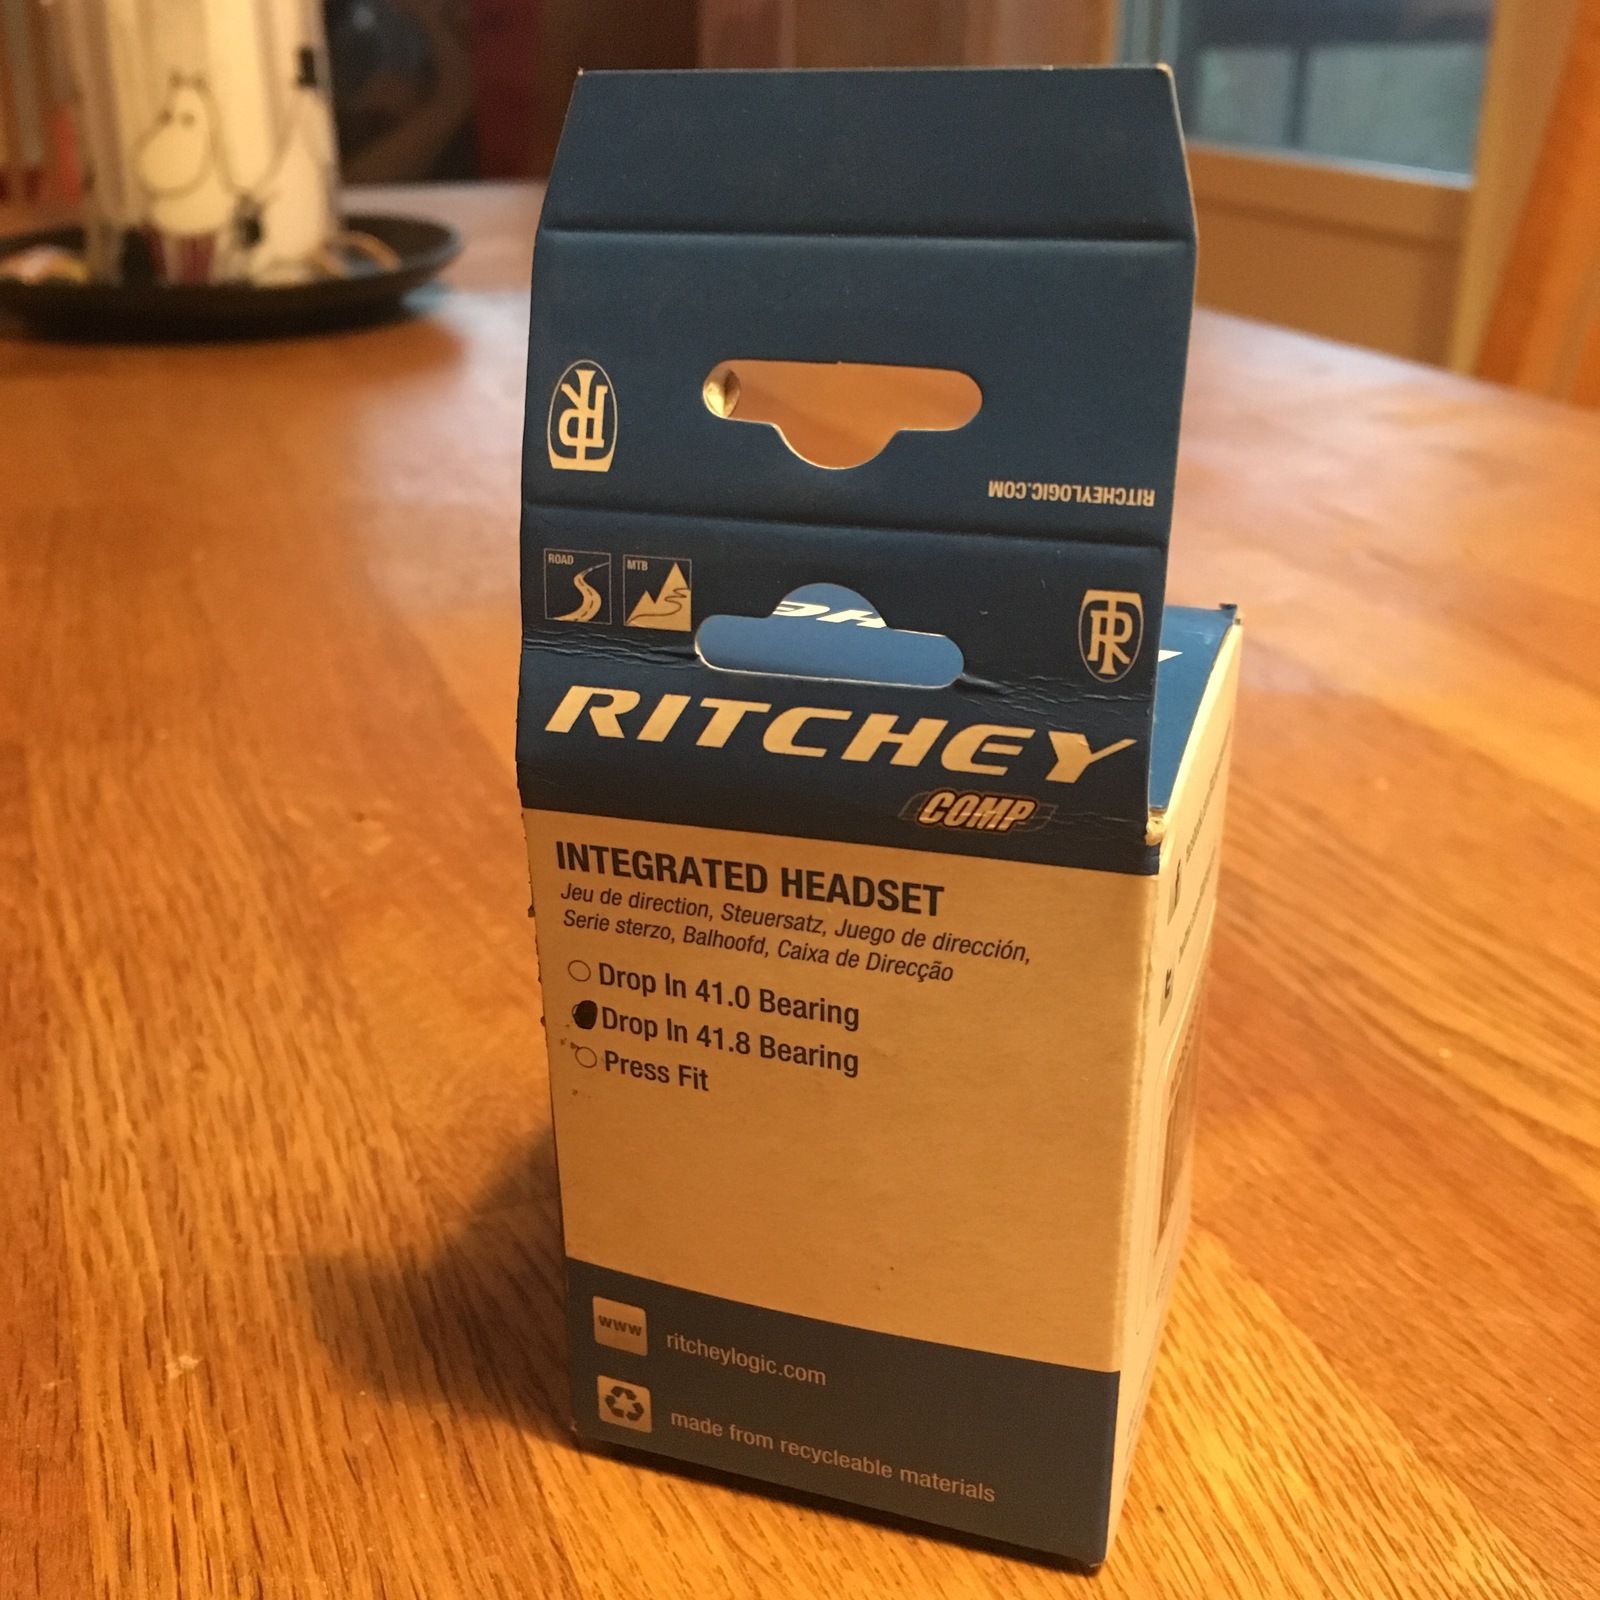 RITCHEYLOGIC.COM
ROAD
MTB
RITCHEY
COMP
INTEGRATED HEADSET
Jeu de direction, Steuersatz, Juego de dirección,
Serie sterzo, Balhoofd, Caixa de Direcção
Drop In 41.0 Bearing
Drop In 41.8 Bearing
Press Fit
www
ritcheylogic.com
made from recycleable materials